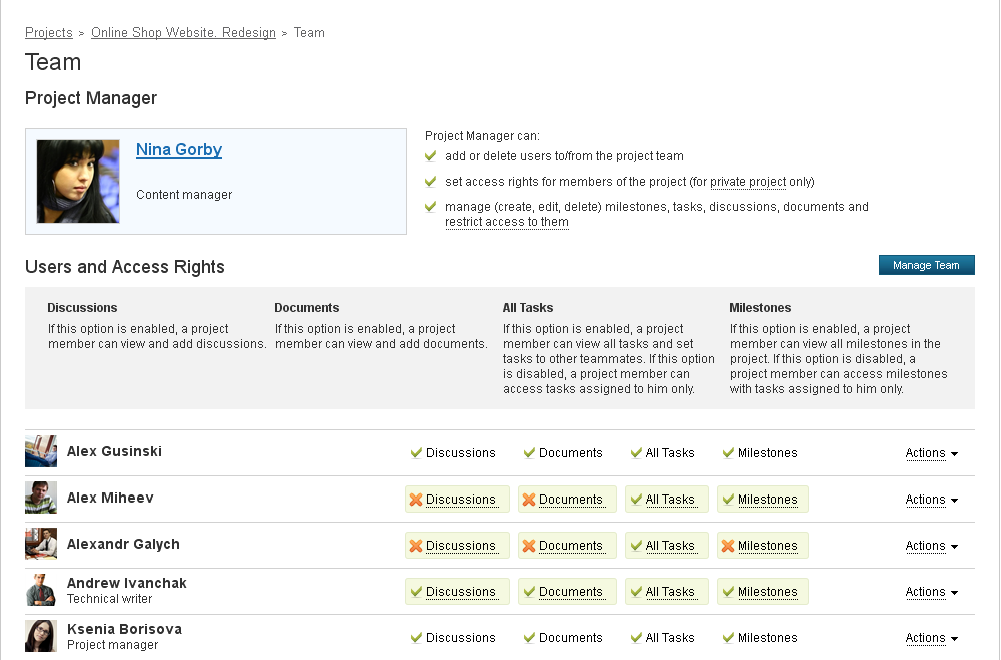 Projects > Online Shop Website. Redesign > Team
Team
Project Manager
Nina Gorby
Content manager
Project Manager can:
add or delete users to/from the project team
set access rights for members of the project (for private project only)
manage (create, edit, delete) milestones, tasks, discussions, documents and
restrict access to them
Users and Access Rights
Manage Team
Discussions
If this option is enabled, a project
member can view and add discussions.
Documents
If this option is enabled, a project
member can view and add documents.
All Tasks
If this option is enabled, a project
member can view all tasks and set
tasks to other teammates. If this option
is disabled, a project member can
access tasks assigned to him only.
Milestones
If this option is enabled, a project
member can view all milestones in the
project. If this option is disabled, a
project member can access milestones
with tasks assigned to him only.
Alex Gusinski Discussions Documents All Tasks Milestones Actions
Alex Miheev Discussions Documents All Tasks Milestones Actions
Alexandr Galych Discussions Documents All Tasks Milestones Actions
Andrew Ivanchak Discussions Documents All Tasks Milestones Actions
Technical writer
Ksenia Borisova Discussions Documents All Tasks Milestones Actions
Project manager